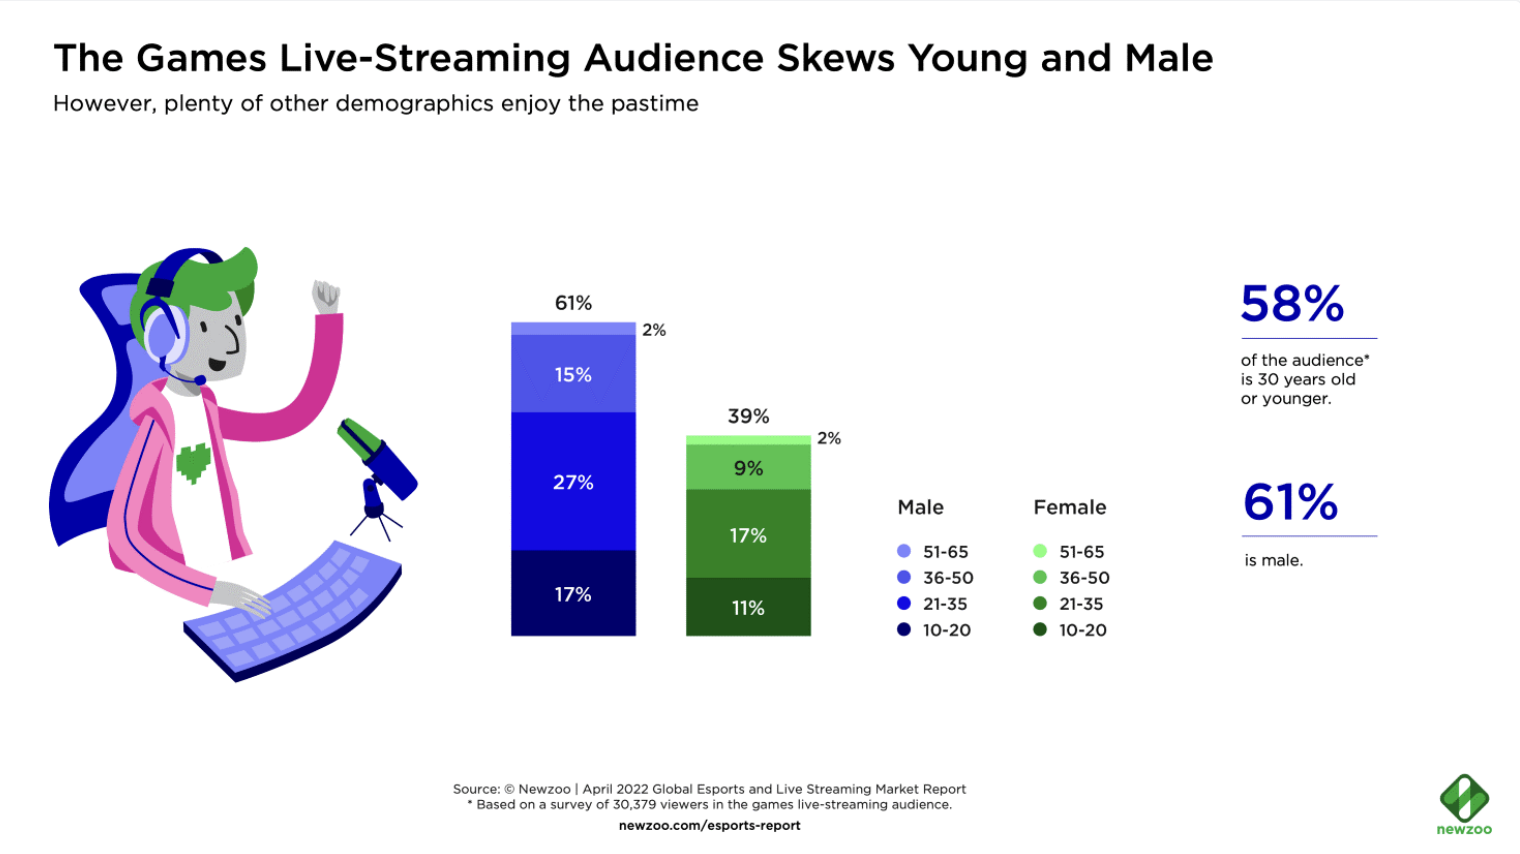 The Games Live-Streaming Audience Skews Young and Male
However, plenty of other demographics enjoy the pastime
61%
2%
15%
27%
17%
39%
2%
9%
17%
11%
Male
51-65
36-50
21-35
10-20
Female
51-65
36-50
21-35
10-20
58%
of the audience*
is 30 years old
or younger.
61%
is male.
Source: © Newzoo | April 2022 Global Esports and Live Streaming Market Report
* Based on a survey of 30,379 viewers in the games live-streaming audience.
newzoo.com/esports-report
newzoo